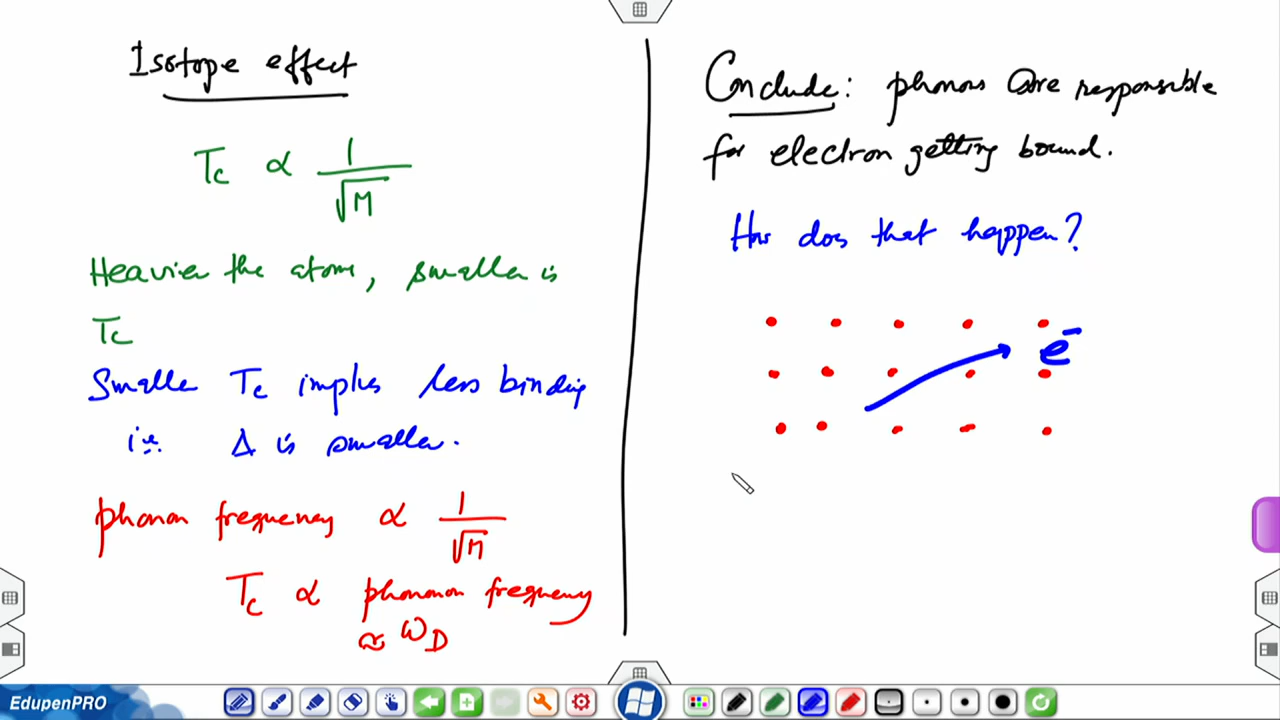 Isotope effect
Tc ∝ 1/√M
Heavier the atom, smaller is
Tc
Smaller Tc implies less binding
i.e. Δ is smaller.
phonon frequency ∝ 1/√M
Tc ∝ phononon frequency
≈ ωD
Conclude: phonons are responsible
for electron getting bound.
How does that happen?
e⁻
EdupenPRO